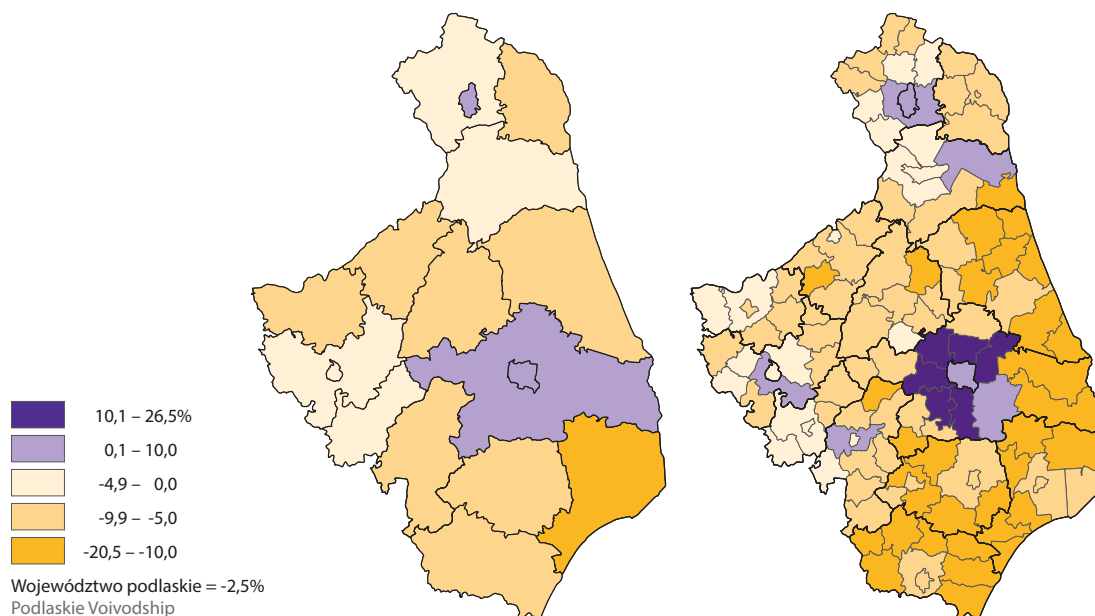 10,1 – 26,5%
0,1 – 10,0
-4,9 – 0,0
-9,9 – -5,0
-20,5 – -10,0
Województwo podlaskie = -2,5%
Podlaskie Voivodship